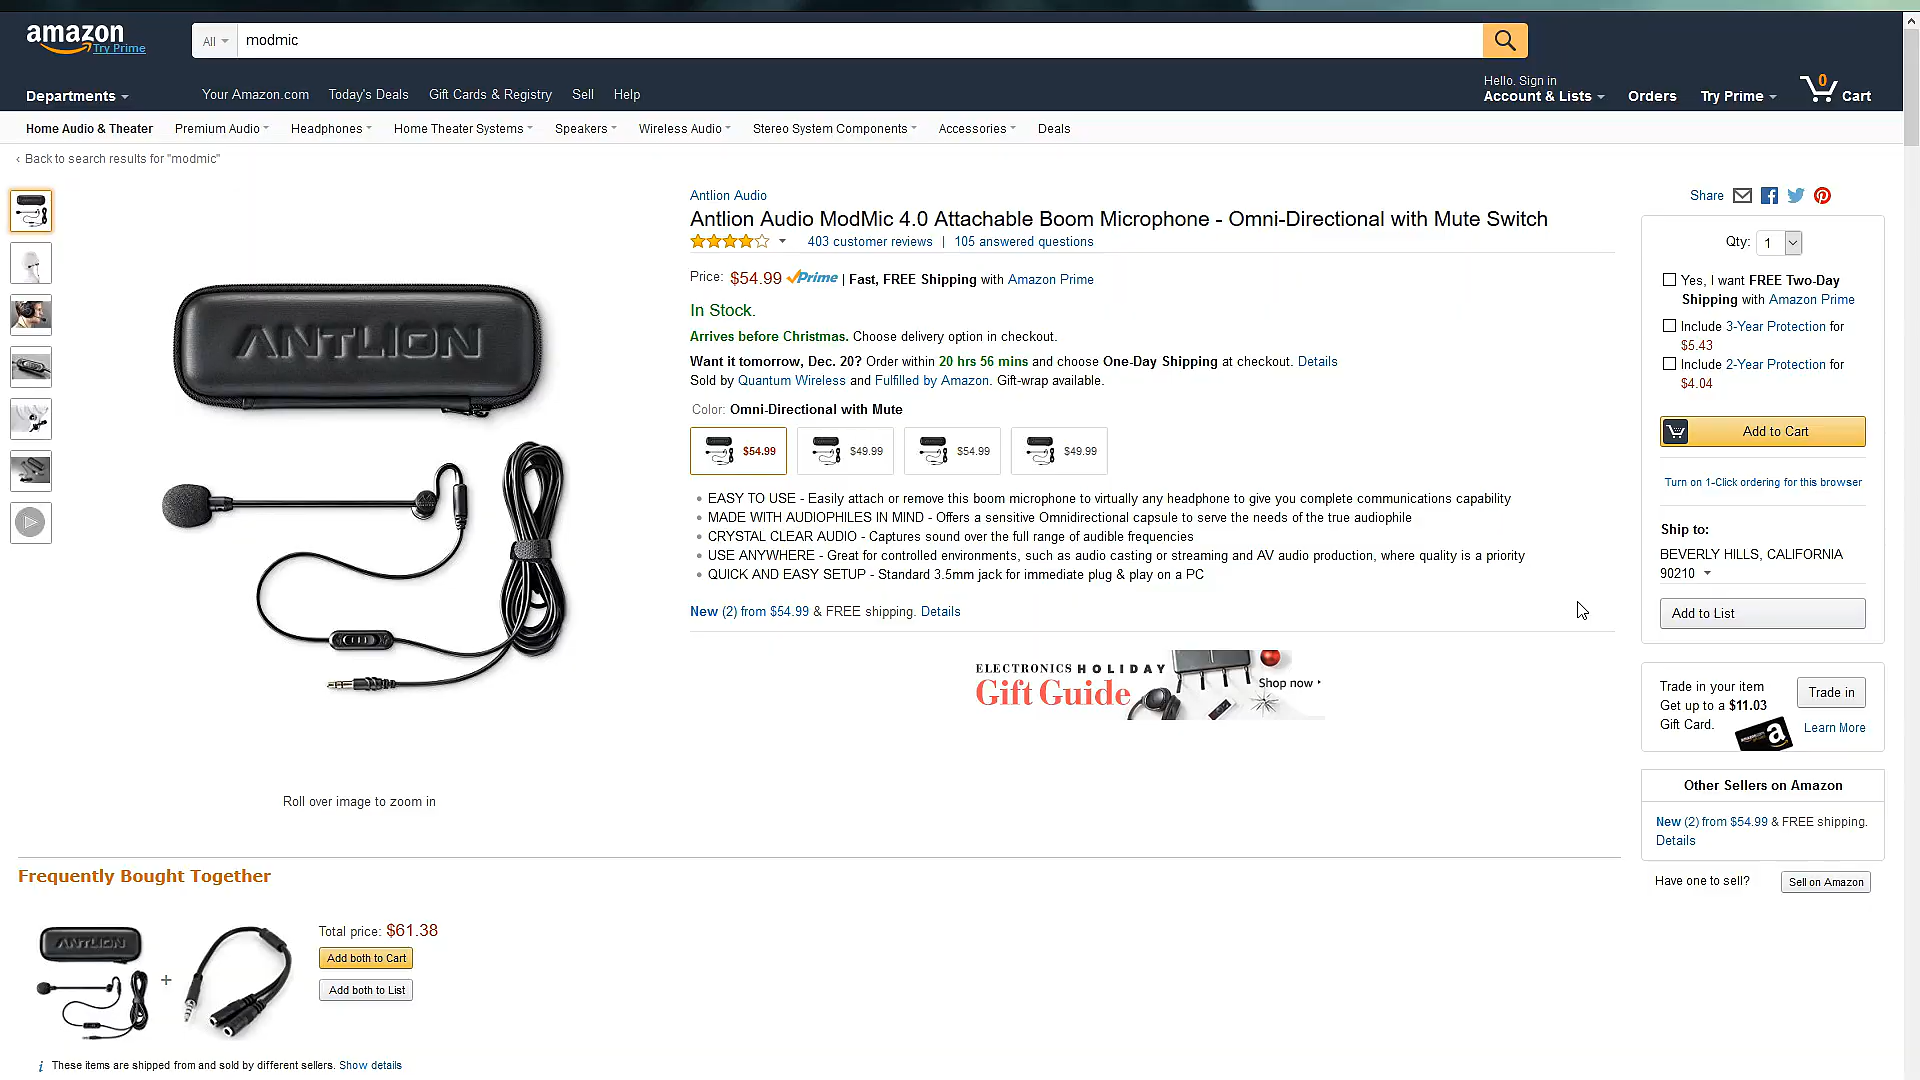 amazon
Try Prime
All
modmic
Departments
Your Amazon.com
Today's Deals
Gift Cards & Registry
Sell
Help
Hello. Sign in
Account & Lists
Orders
Try Prime
0
Cart
Home Audio & Theater
Premium Audio
Headphones
Home Theater Systems
Speakers
Wireless Audio
Stereo System Components
Accessories
Deals
‹ Back to search results for "modmic"
ANTLION
Roll over image to zoom in
Antlion Audio
Antlion Audio ModMic 4.0 Attachable Boom Microphone - Omni-Directional with Mute Switch
403 customer reviews | 105 answered questions
Price: $54.99 Prime | Fast, FREE Shipping with Amazon Prime
In Stock.
Arrives before Christmas. Choose delivery option in checkout.
Want it tomorrow, Dec. 20? Order within 20 hrs 56 mins and choose One-Day Shipping at checkout. Details
Sold by Quantum Wireless and Fulfilled by Amazon. Gift-wrap available.
Color: Omni-Directional with Mute
$54.99
$49.99
$54.99
$49.99
• EASY TO USE - Easily attach or remove this boom microphone to virtually any headphone to give you complete communications capability
• MADE WITH AUDIOPHILES IN MIND - Offers a sensitive Omnidirectional capsule to serve the needs of the true audiophile
• CRYSTAL CLEAR AUDIO - Captures sound over the full range of audible frequencies
• USE ANYWHERE - Great for controlled environments, such as audio casting or streaming and AV audio production, where quality is a priority
• QUICK AND EASY SETUP - Standard 3.5mm jack for immediate plug & play on a PC
New (2) from $54.99 & FREE shipping. Details
ELECTRONICS HOLIDAY
Gift Guide
Shop now
Share
Qty: 1
Yes, I want FREE Two-Day
Shipping with Amazon Prime
Include 3-Year Protection for
$5.43
Include 2-Year Protection for
$4.04
Add to Cart
Turn on 1-Click ordering for this browser
Ship to:
BEVERLY HILLS, CALIFORNIA
90210
Add to List
Trade in your item
Get up to a $11.03
Gift Card.
Trade in
Learn More
a
Other Sellers on Amazon
New (2) from $54.99 & FREE shipping.
Details
Have one to sell?
Sell on Amazon
Frequently Bought Together
ANTLION
+
Total price: $61.38
Add both to Cart
Add both to List
i These items are shipped from and sold by different sellers. Show details